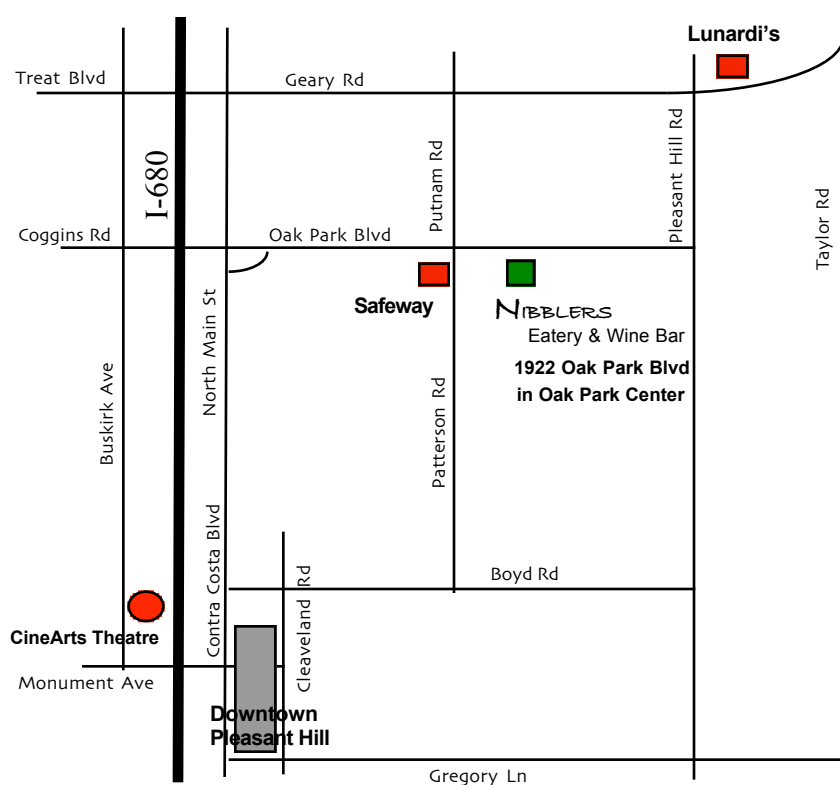 Lunardi's
Treat Blvd
Geary Rd
I-680
Putnam Rd
Pleasant Hill Rd
Taylor Rd
Coggins Rd
Oak Park Blvd
Safeway
NIBBLERS
Eatery & Wine Bar
1922 Oak Park Blvd
in Oak Park Center
North Main St
Buskirk Ave
Patterson Rd
Contra Costa Blvd
Boyd Rd
Cleaveland Rd
CineArts Theatre
Monument Ave
Downtown
Pleasant Hill
Gregory Ln